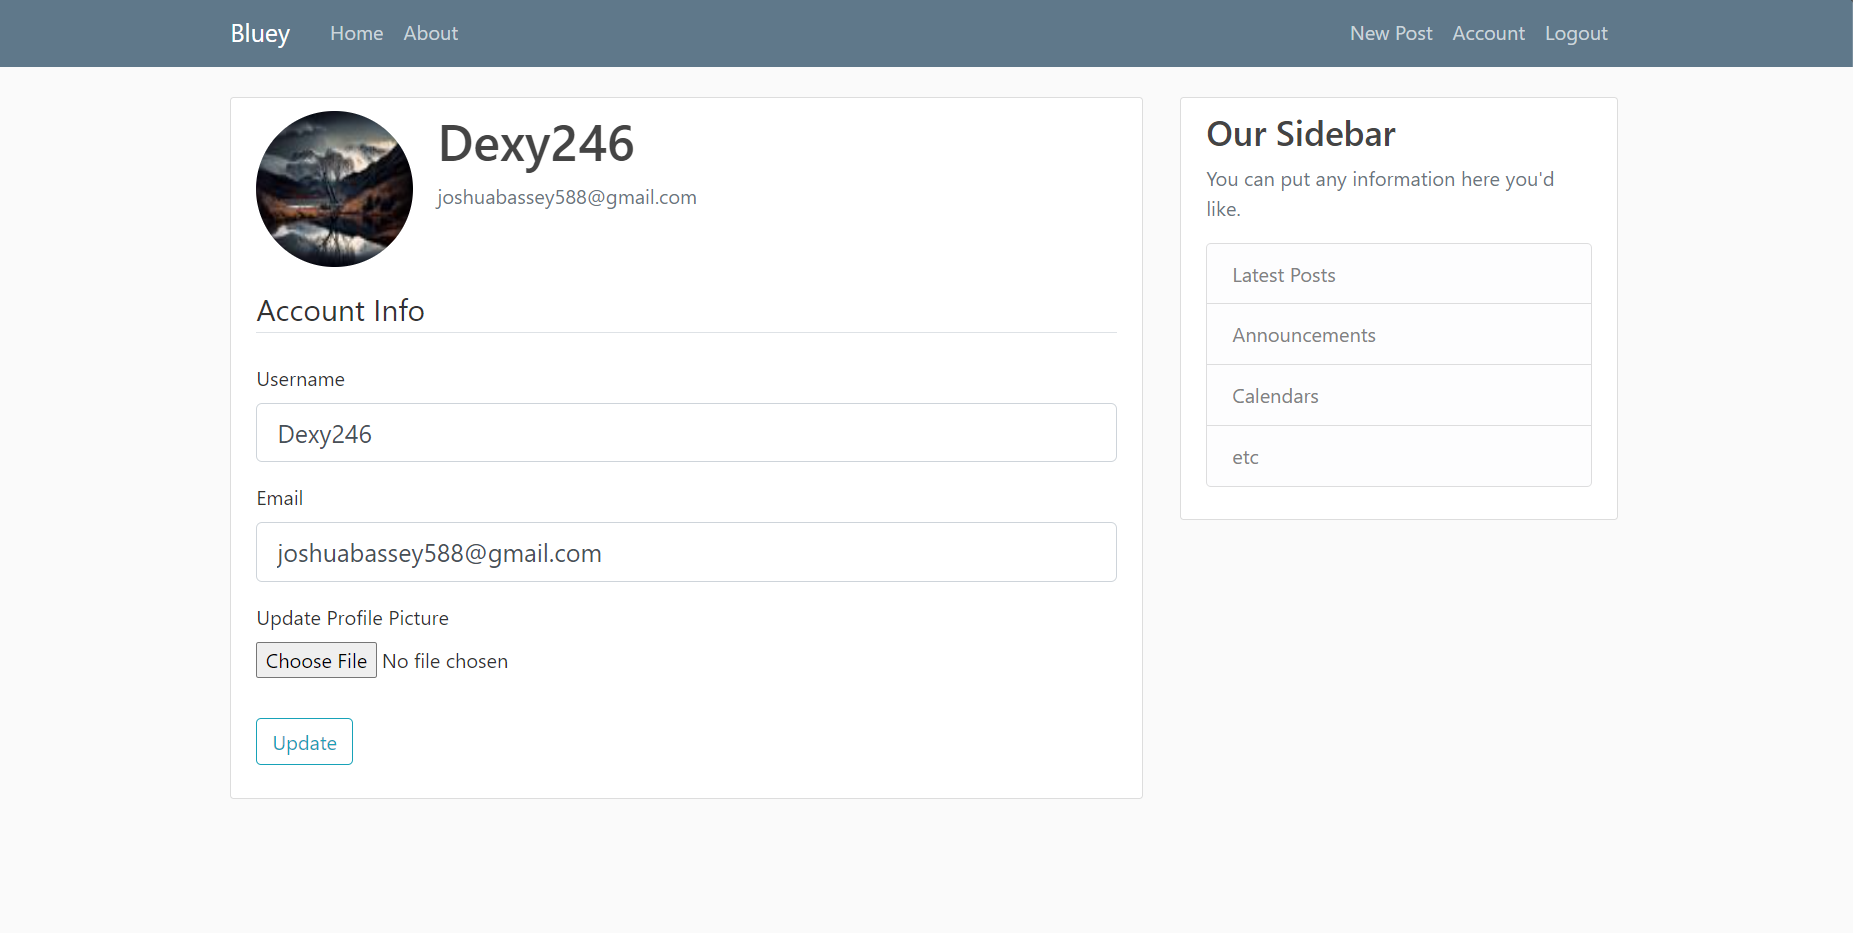 Bluey Home About New Post Account Logout
Dexy246
joshuabassey588@gmail.com
Account Info
Username
Dexy246
Email
joshuabassey588@gmail.com
Update Profile Picture
Choose File No file chosen
Update
Our Sidebar
You can put any information here you'd
like.
Latest Posts
Announcements
Calendars
etc